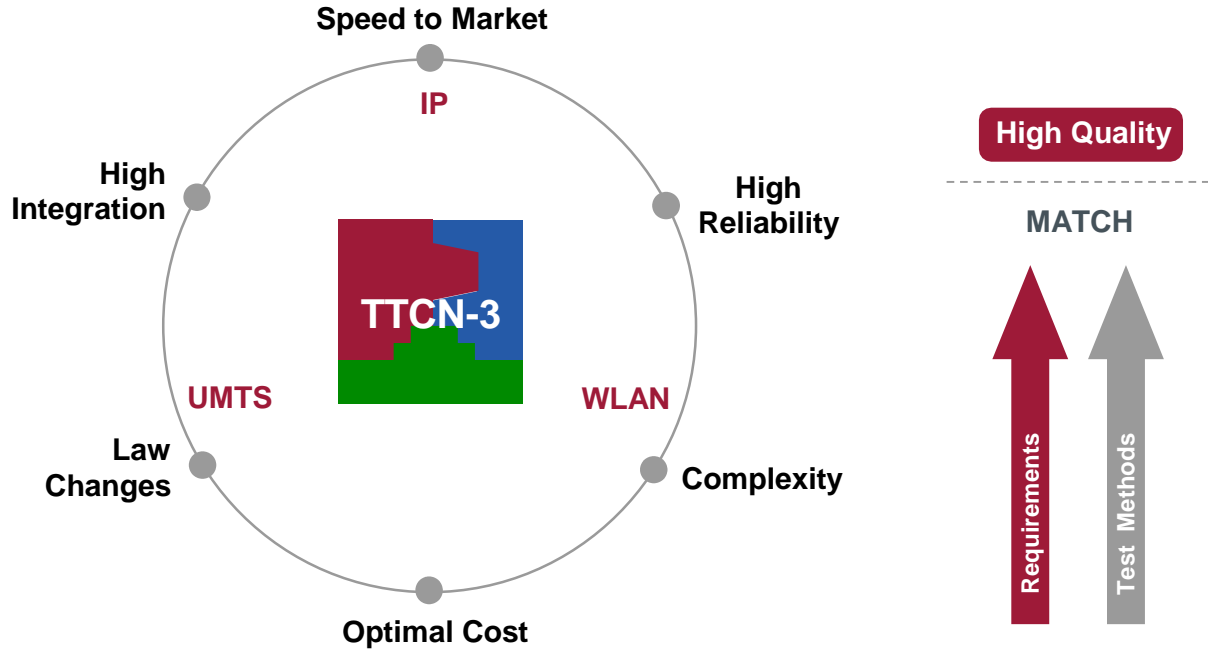 Speed to Market
IP
High
Integration
High
Reliability
TTCN-3
UMTS
WLAN
Law
Changes
Complexity
Optimal Cost
High Quality
MATCH
Requirements
Test Methods